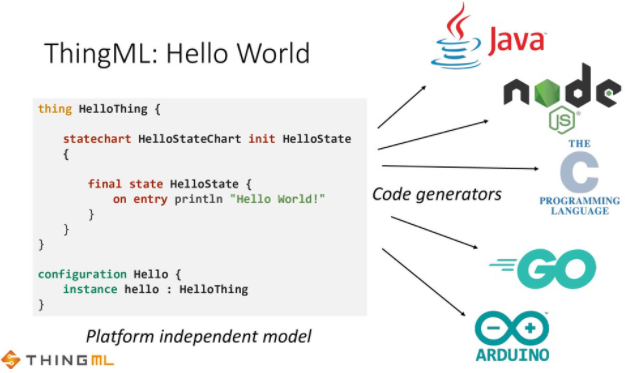 ThingML: Hello World
Java™
node
JS®
thing HelloThing {
statechart HelloStateChart init HelloState
{
final state HelloState {
on entry println "Hello World!"
}
}
}
configuration Hello {
instance hello : HelloThing
}
Code generators
THE
C
PROGRAMMING
LANGUAGE
GO
ARDUINO
Platform independent model
THINGML